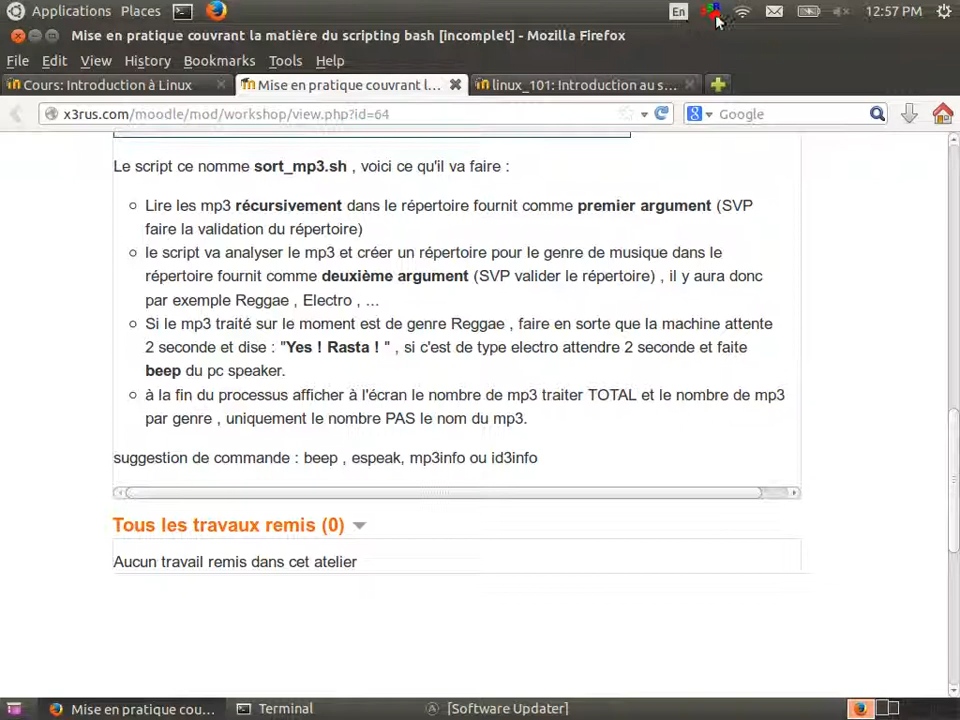 Applications Places En 12:57 PM
Mise en pratique couvrant la matière du scripting bash [incomplet] - Mozilla Firefox
File Edit View History Bookmarks Tools Help
Cours: Introduction à Linux Mise en pratique couvrant l... linux_101: Introduction au s...
x3rus.com/moodle/mod/workshop/view.php?id=64 Google
Le script ce nomme sort_mp3.sh , voici ce qu'il va faire :
Lire les mp3 récursivement dans le répertoire fournit comme premier argument (SVP
faire la validation du répertoire)
le script va analyser le mp3 et créer un répertoire pour le genre de musique dans le
répertoire fournit comme deuxième argument (SVP valider le répertoire) , il y aura donc
par exemple Reggae , Electro , ...
Si le mp3 traité sur le moment est de genre Reggae , faire en sorte que la machine attente
2 seconde et dise : "Yes ! Rasta ! " , si c'est de type electro attendre 2 seconde et faite
beep du pc speaker.
à la fin du processus afficher à l'écran le nombre de mp3 traiter TOTAL et le nombre de mp3
par genre , uniquement le nombre PAS le nom du mp3.
suggestion de commande : beep , espeak, mp3info ou id3info
Tous les travaux remis (0)
Aucun travail remis dans cet atelier
Mise en pratique cou... Terminal [Software Updater]